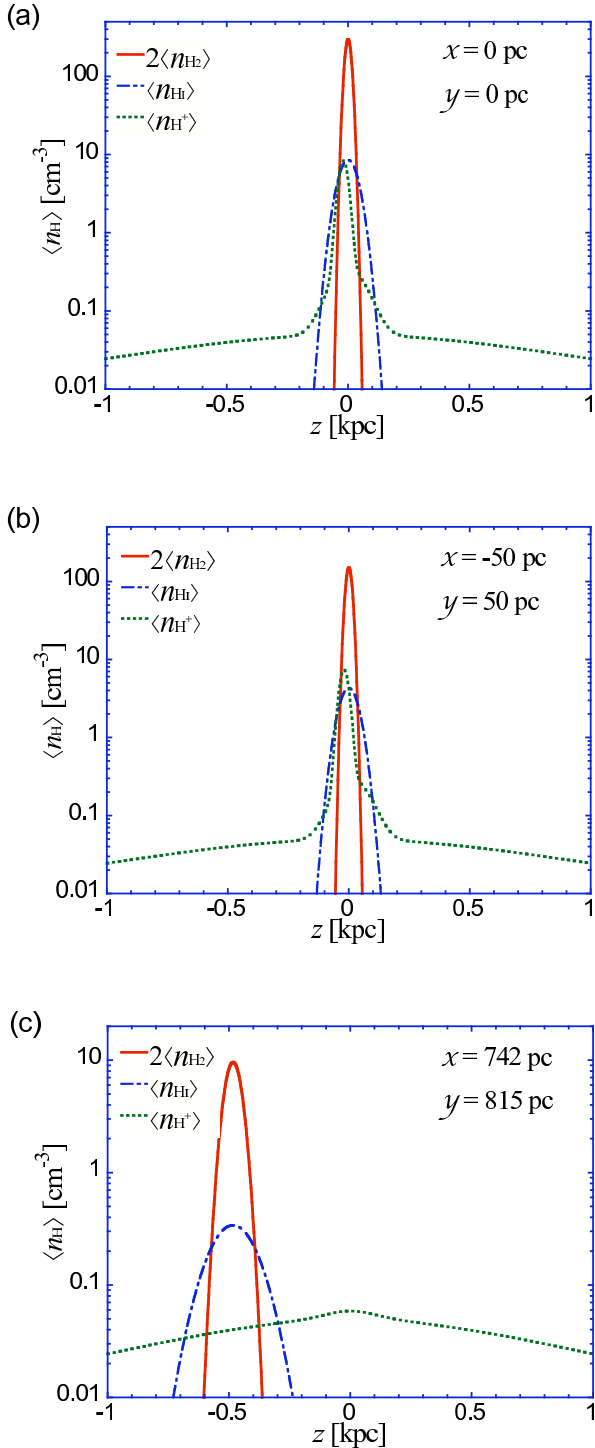 (a)
2⟨nH2⟩
⟨nHI⟩
⟨nH+⟩
x = 0 pc
y = 0 pc
100
10
1
0.1
0.01
⟨nH⟩ [cm-3]
-1 -0.5 0 0.5 1
z [kpc]
(b)
2⟨nH2⟩
⟨nHI⟩
⟨nH+⟩
x = -50 pc
y = 50 pc
100
10
1
0.1
0.01
⟨nH⟩ [cm-3]
-1 -0.5 0 0.5 1
z [kpc]
(c)
2⟨nH2⟩
⟨nHI⟩
⟨nH+⟩
x = 742 pc
y = 815 pc
10
1
0.1
0.01
⟨nH⟩ [cm-3]
-1 -0.5 0 0.5 1
z [kpc]